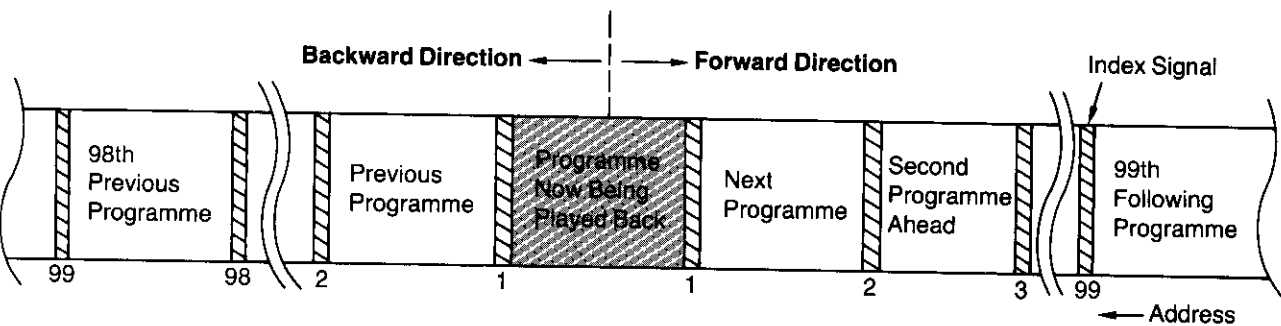 Backward Direction
Forward Direction
Index Signal
98th
Previous
Programme
Previous
Programme
Programme
Now Being
Played Back
Next
Programme
Second
Programme
Ahead
99th
Following
Programme
99
98
2
1
1
2
3
99
Address